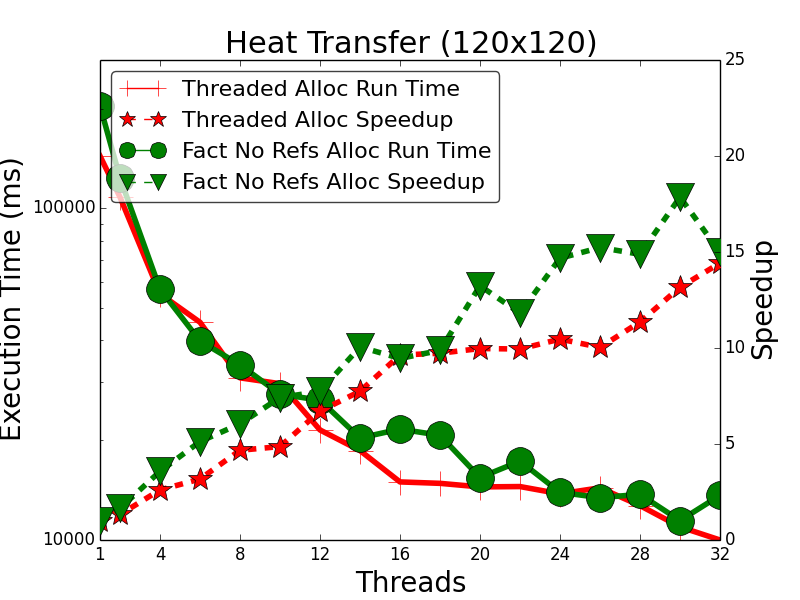 Heat Transfer (120x120)
Threaded Alloc Run Time
Threaded Alloc Speedup
Fact No Refs Alloc Run Time
Fact No Refs Alloc Speedup
Execution Time (ms)
100000
10000
25
20
15
10
5
0
Speedup
1 4 8 12 16 20 24 28 32
Threads